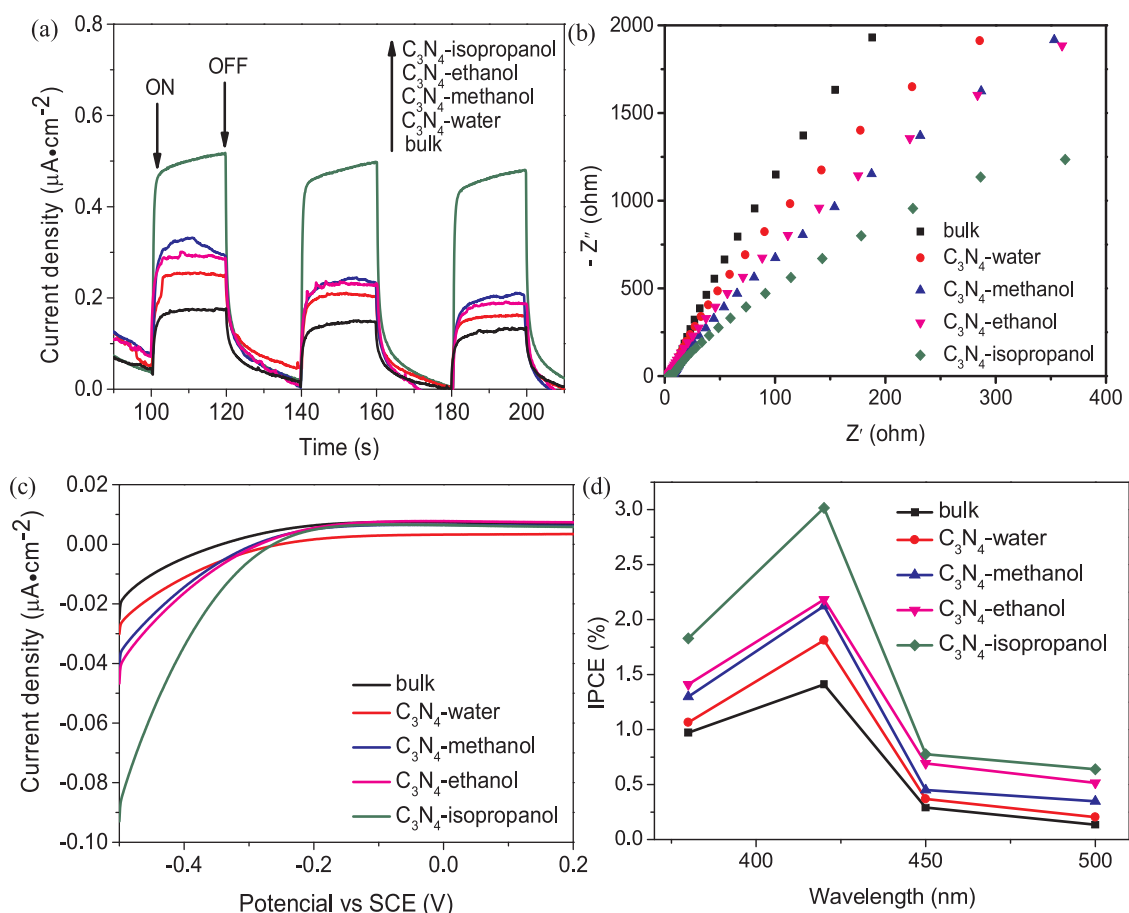 (a)
C₃N₄-isopropanol
C₃N₄-ethanol
C₃N₄-methanol
C₃N₄-water
bulk
ON
OFF
0.8
0.6
0.4
0.2
0.0
100 120 140 160 180 200
Current density (μA•cm⁻²)
Time (s)
(b)
2000
1500
1000
500
0
0 100 200 300 400
- Z″ (ohm)
Z′ (ohm)
bulk
C₃N₄-water
C₃N₄-methanol
C₃N₄-ethanol
C₃N₄-isopropanol
(c)
0.02
0.00
-0.02
-0.04
-0.06
-0.08
-0.10
-0.4 -0.2 0.0 0.2
Current density (μA•cm⁻²)
Potencial vs SCE (V)
bulk
C₃N₄-water
C₃N₄-methanol
C₃N₄-ethanol
C₃N₄-isopropanol
(d)
3.0
2.5
2.0
1.5
1.0
0.5
0.0
400 450 500
IPCE (%)
Wavelength (nm)
bulk
C₃N₄-water
C₃N₄-methanol
C₃N₄-ethanol
C₃N₄-isopropanol